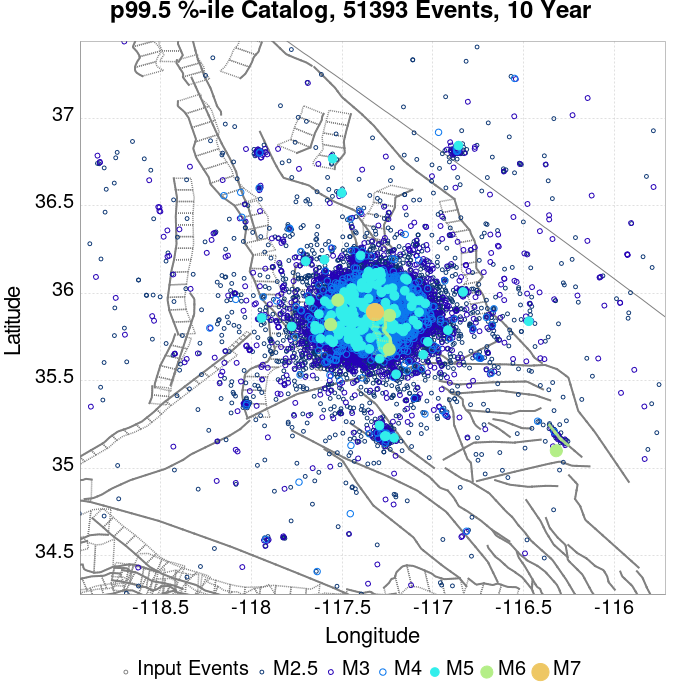 p99.5 %-ile Catalog, 51393 Events, 10 Year
Latitude
37
36.5
36
35.5
35
34.5
-118.5 -118 -117.5 -117 -116.5 -116
Longitude
Input Events M2.5 M3 M4 M5 M6 M7